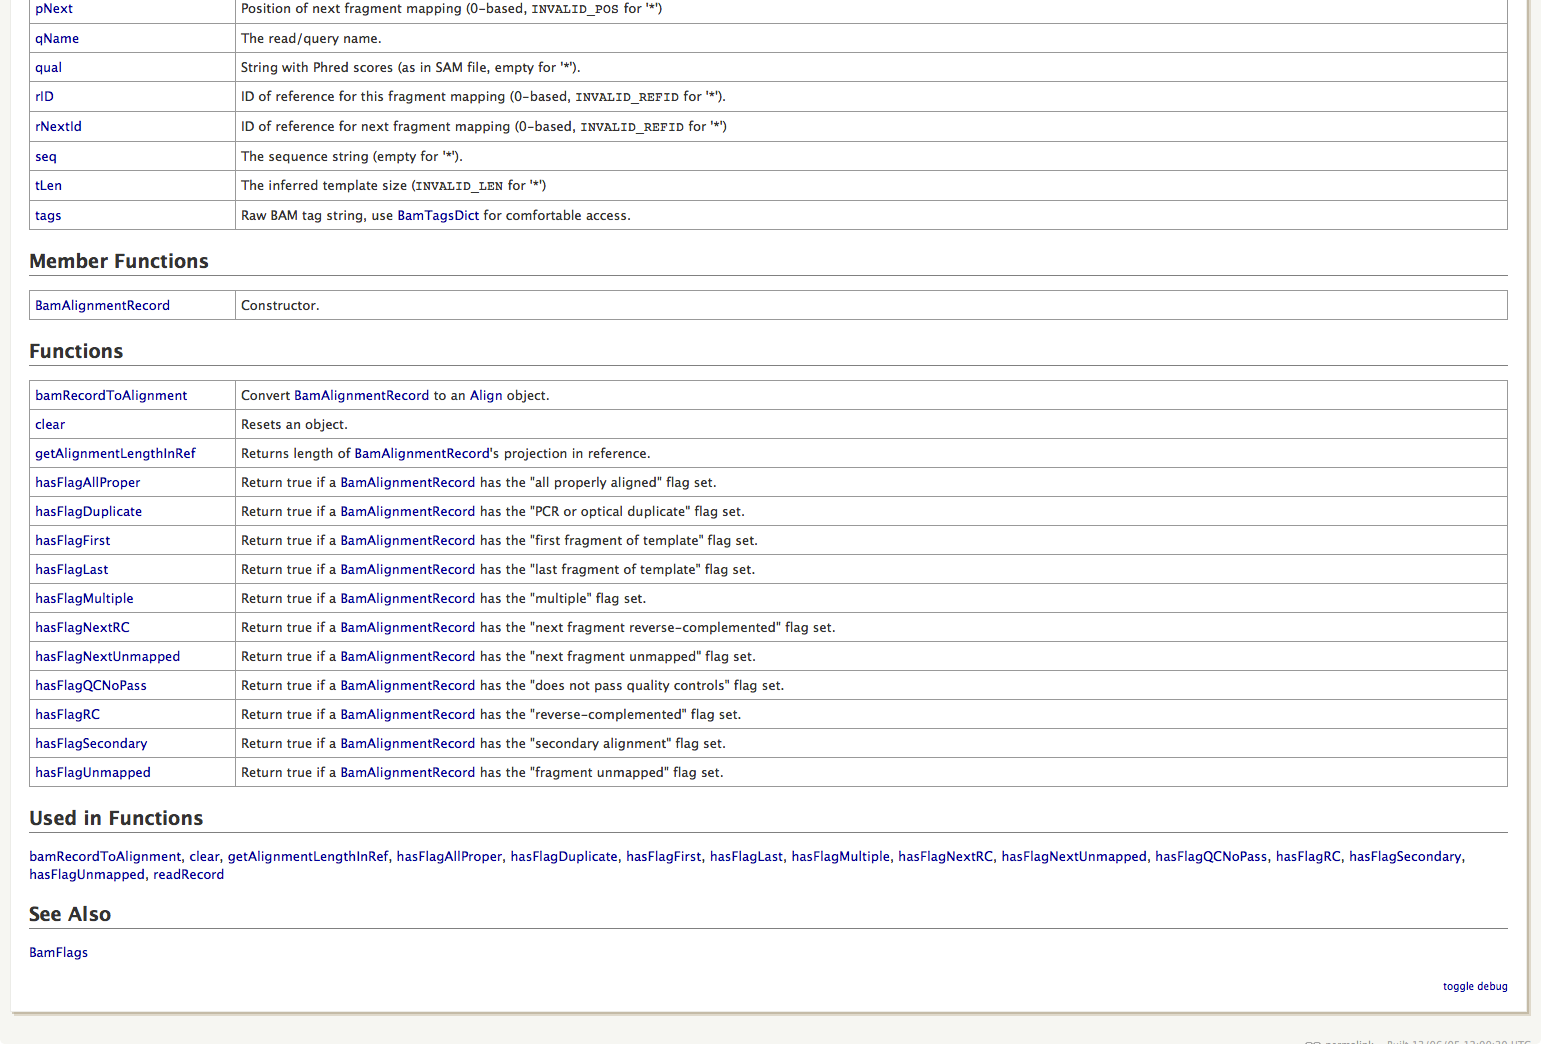 pNext Position of next fragment mapping (0-based, INVALID_POS for '*')
qName The read/query name.
qual String with Phred scores (as in SAM file, empty for '*').
rID ID of reference for this fragment mapping (0-based, INVALID_REFID for '*').
rNextId ID of reference for next fragment mapping (0-based, INVALID_REFID for '*')
seq The sequence string (empty for '*').
tLen The inferred template size (INVALID_LEN for '*')
tags Raw BAM tag string, use BamTagsDict for comfortable access.
Member Functions
BamAlignmentRecord Constructor.
Functions
bamRecordToAlignment Convert BamAlignmentRecord to an Align object.
clear Resets an object.
getAlignmentLengthInRef Returns length of BamAlignmentRecord's projection in reference.
hasFlagAllProper Return true if a BamAlignmentRecord has the "all properly aligned" flag set.
hasFlagDuplicate Return true if a BamAlignmentRecord has the "PCR or optical duplicate" flag set.
hasFlagFirst Return true if a BamAlignmentRecord has the "first fragment of template" flag set.
hasFlagLast Return true if a BamAlignmentRecord has the "last fragment of template" flag set.
hasFlagMultiple Return true if a BamAlignmentRecord has the "multiple" flag set.
hasFlagNextRC Return true if a BamAlignmentRecord has the "next fragment reverse-complemented" flag set.
hasFlagNextUnmapped Return true if a BamAlignmentRecord has the "next fragment unmapped" flag set.
hasFlagQCNoPass Return true if a BamAlignmentRecord has the "does not pass quality controls" flag set.
hasFlagRC Return true if a BamAlignmentRecord has the "reverse-complemented" flag set.
hasFlagSecondary Return true if a BamAlignmentRecord has the "secondary alignment" flag set.
hasFlagUnmapped Return true if a BamAlignmentRecord has the "fragment unmapped" flag set.
Used in Functions
bamRecordToAlignment, clear, getAlignmentLengthInRef, hasFlagAllProper, hasFlagDuplicate, hasFlagFirst, hasFlagLast, hasFlagMultiple, hasFlagNextRC, hasFlagNextUnmapped, hasFlagQCNoPass, hasFlagRC, hasFlagSecondary,
hasFlagUnmapped, readRecord
See Also
BamFlags
toggle debug